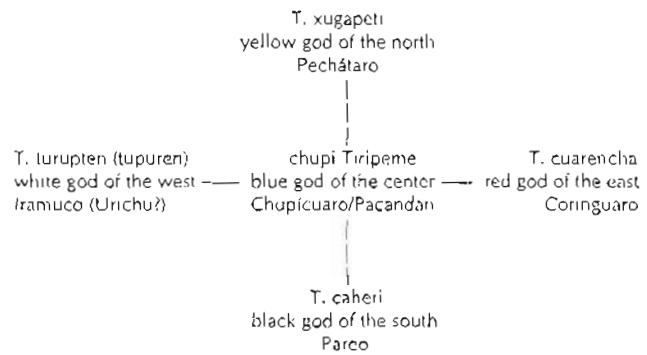 T. xugapeti
yellow god of the north
Pechátaro
T. turupten (tupuren)
white god of the west
Iramuco (Urichu?)
chupi Tiripeme
blue god of the center
Chupícuaro/Pacandan
T. cuarencha
red god of the east
Coringuaro
T. caheri
black god of the south
Pareo